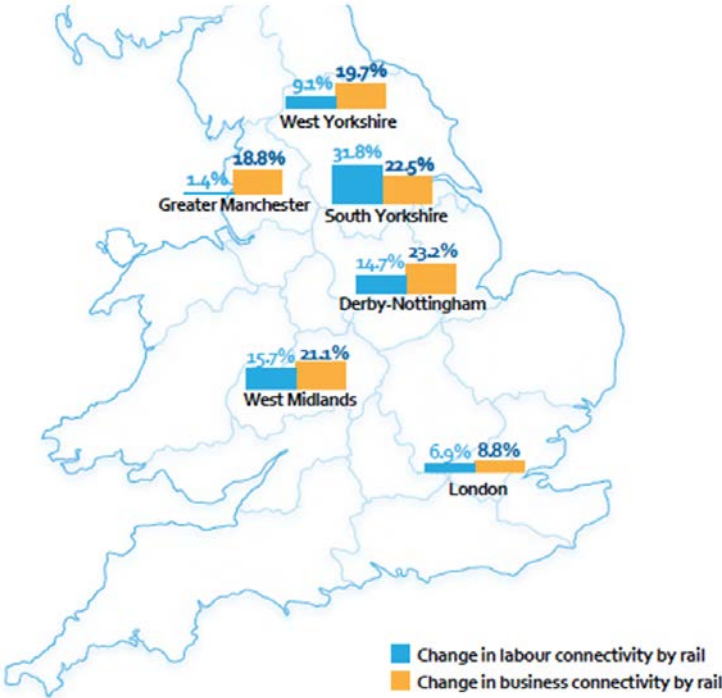 9.1% 19.7%
West Yorkshire
1.4% 18.8%
Greater Manchester
31.8% 22.5%
South Yorkshire
14.7% 23.2%
Derby-Nottingham
15.7% 21.1%
West Midlands
6.9% 8.8%
London
Change in labour connectivity by rail
Change in business connectivity by rail